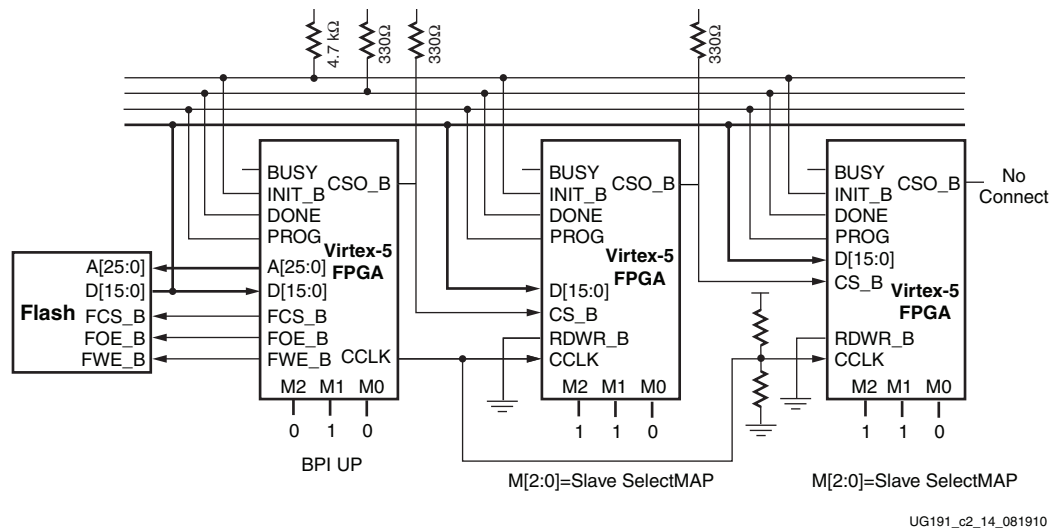 4.7 kΩ
330Ω
330Ω
330Ω
BUSY
INIT_B
DONE
PROG
A[25:0]
D[15:0]
FCS_B
FOE_B
FWE_B
CSO_B
Virtex-5
FPGA
CCLK
M2 M1 M0
0 1 0
BPI UP
A[25:0]
D[15:0]
Flash
FCS_B
FOE_B
FWE_B
BUSY
INIT_B
DONE
PROG
CSO_B
Virtex-5
FPGA
D[15:0]
CS_B
RDWR_B
CCLK
M2 M1 M0
1 1 0
M[2:0]=Slave SelectMAP
BUSY
INIT_B
DONE
PROG
D[15:0]
CS_B
CSO_B
No
Connect
Virtex-5
FPGA
RDWR_B
CCLK
M2 M1 M0
1 1 0
M[2:0]=Slave SelectMAP
UG191_c2_14_081910